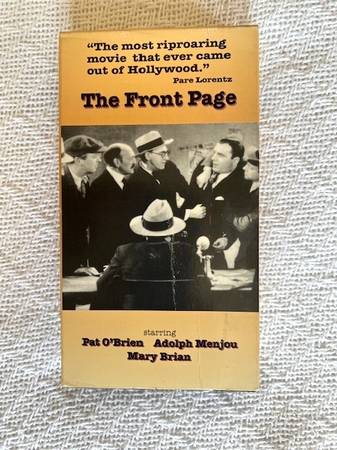 “The most riproaring
movie that ever came
out of Hollywood.”
Pare Lorentz
The Front Page
starring
Pat O’Brien Adolph Menjou
Mary Brian